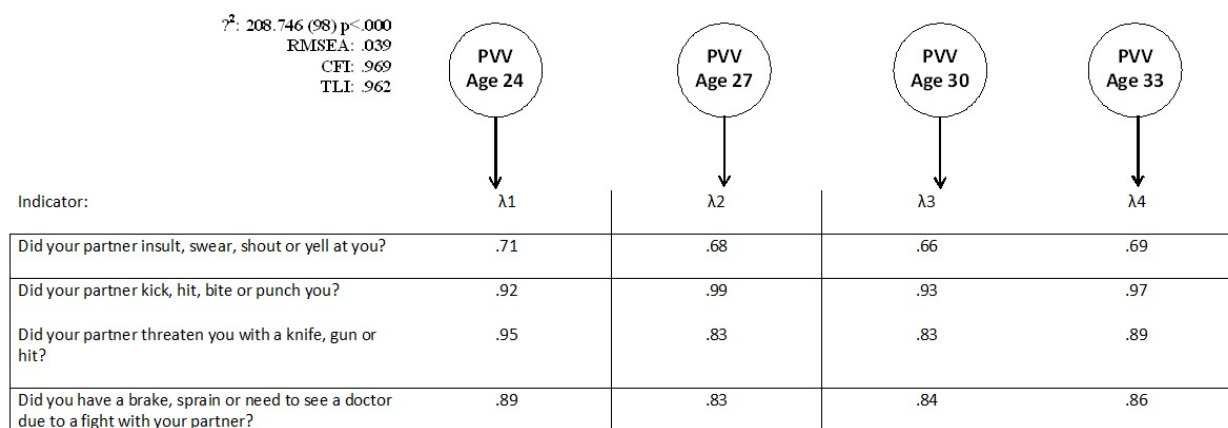 ?²: 208.746 (98) p<.000
RMSEA: .039
CFI: .969
TLI: .962
PVV
Age 24
PVV
Age 27
PVV
Age 30
PVV
Age 33
Indicator: λ1 λ2 λ3 λ4
Did your partner insult, swear, shout or yell at you? .71 .68 .66 .69
Did your partner kick, hit, bite or punch you? .92 .99 .93 .97
Did your partner threaten you with a knife, gun or .95 .83 .83 .89
hit?
Did you have a brake, sprain or need to see a doctor .89 .83 .84 .86
due to a fight with your partner?